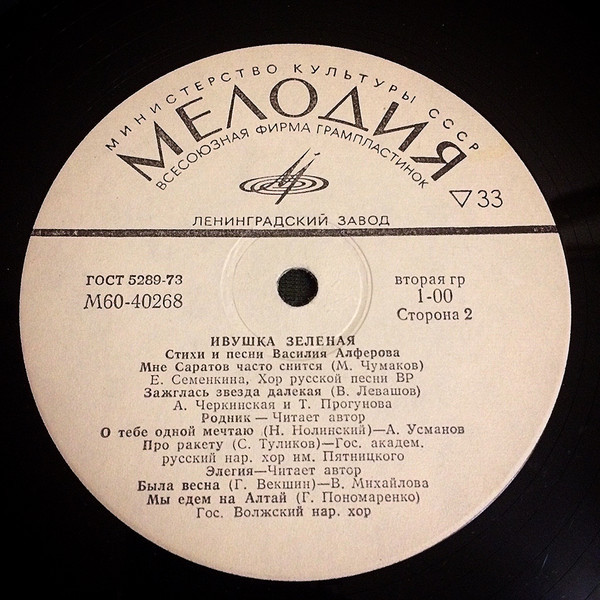 МИНИСТЕРСТВО КУЛЬТУРЫ СССР
МЕЛОДИЯ
ВСЕСОЮЗНАЯ ФИРМА ГРАМПЛАСТИНОК
▽33
ЛЕНИНГРАДСКИЙ ЗАВОД
ГОСТ 5289-73
М60-40268
вторая гр
1-00
Сторона 2
ИВУШКА ЗЕЛЕНАЯ
Стихи и песни Василия Алферова
Мне Саратов часто снится (М. Чумаков)
Е. Семенкина, Хор русской песни ВР
Зажглась звезда далекая (В. Левашов)
А. Черкинская и Т. Прогунова
Родник — Читает автор
О тебе одной мечтаю (Н. Нолинский)—А. Усманов
Про ракету (С. Туликов)—Гос. академ.
русский нар. хор им. Пятницкого
Элегия—Читает автор
Была весна (Г. Векшин)—В. Михайлова
Мы едем на Алтай (Г. Пономаренко)
Гос. Волжский нар. хор